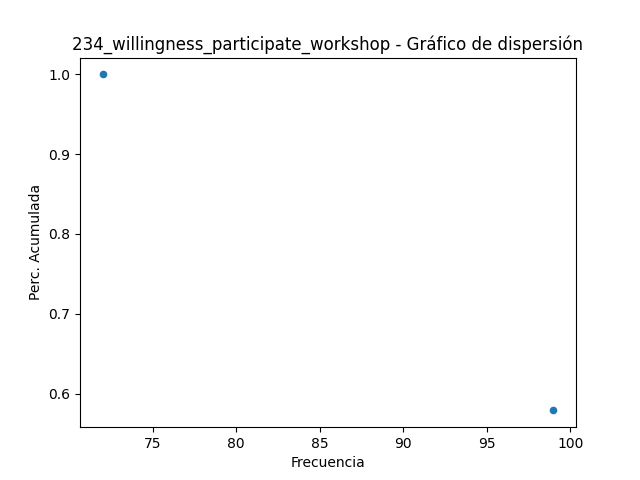 234_willingness_participate_workshop - Gráfico de dispersión
1.0
0.9
0.8
0.7
0.6
Perc. Acumulada
75 80 85 90 95 100
Frecuencia